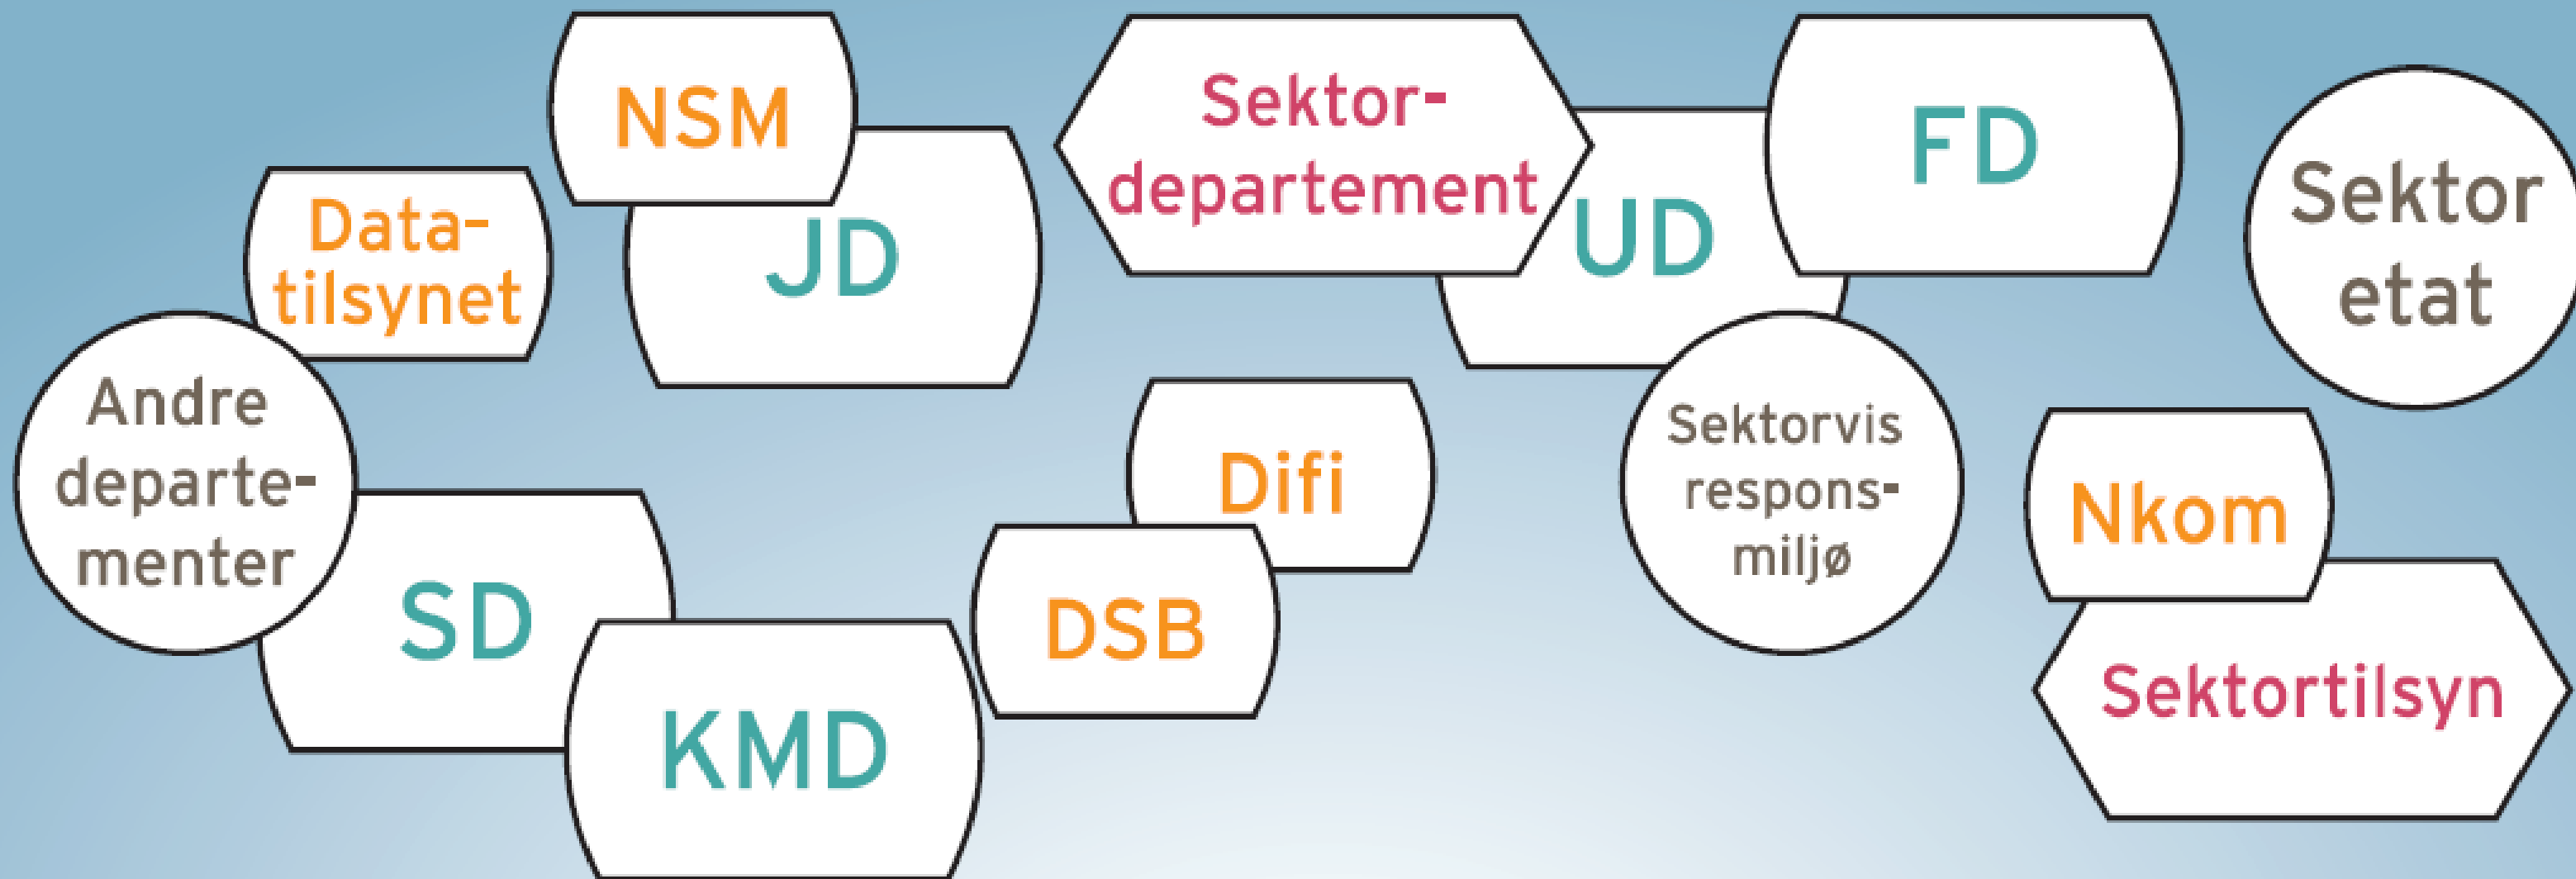 NSM
Sektor-
departement
FD
Sektor
etat
Data-
tilsynet
JD
UD
Andre
departe-
menter
Difi
Sektorvis
respons-
miljø
Nkom
SD
DSB
Sektortilsyn
KMD